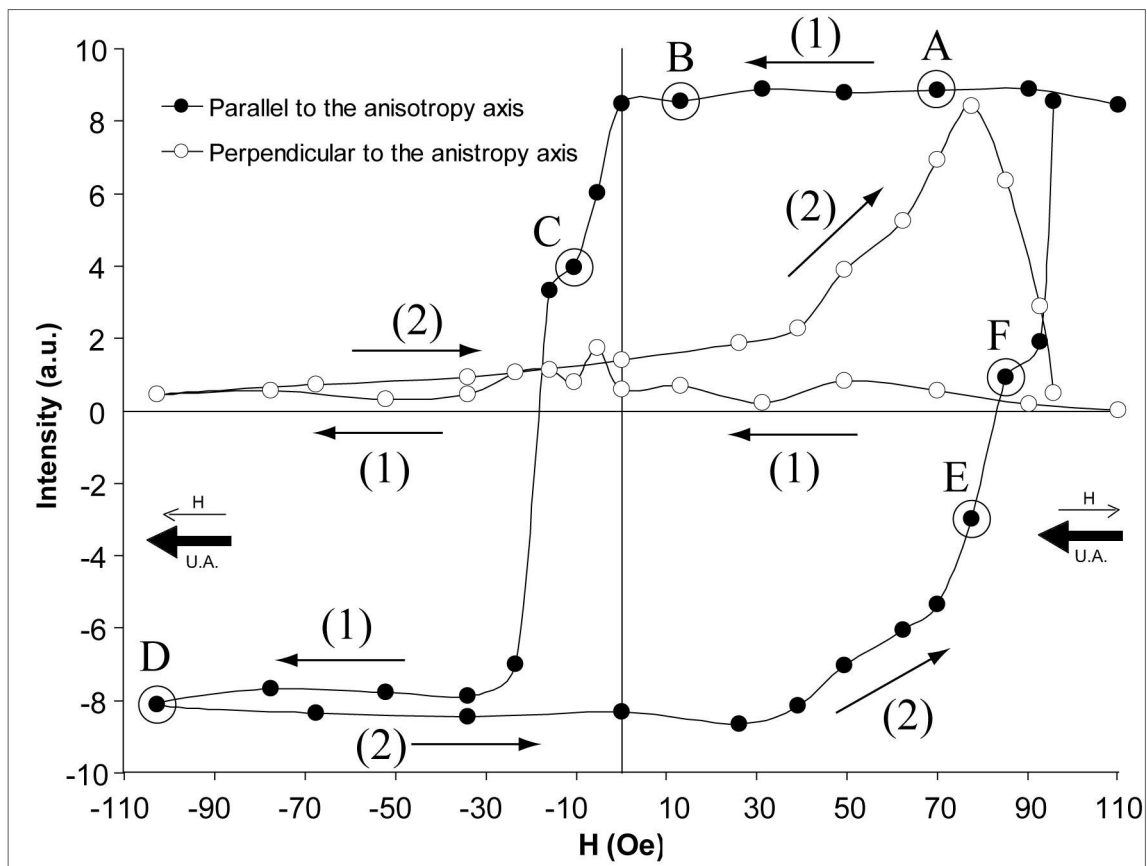 10
8
6
4
2
0
-2
-4
-6
-8
-10
Intensity (a.u.)
Parallel to the anisotropy axis
Perpendicular to the anistropy axis
(1)
B
A
C
(2)
(2)
F
(1)
(1)
E
H
U.A.
H
U.A.
D
(1)
(2)
(2)
-110 -90 -70 -50 -30 -10 10 30 50 70 90 110
H (Oe)